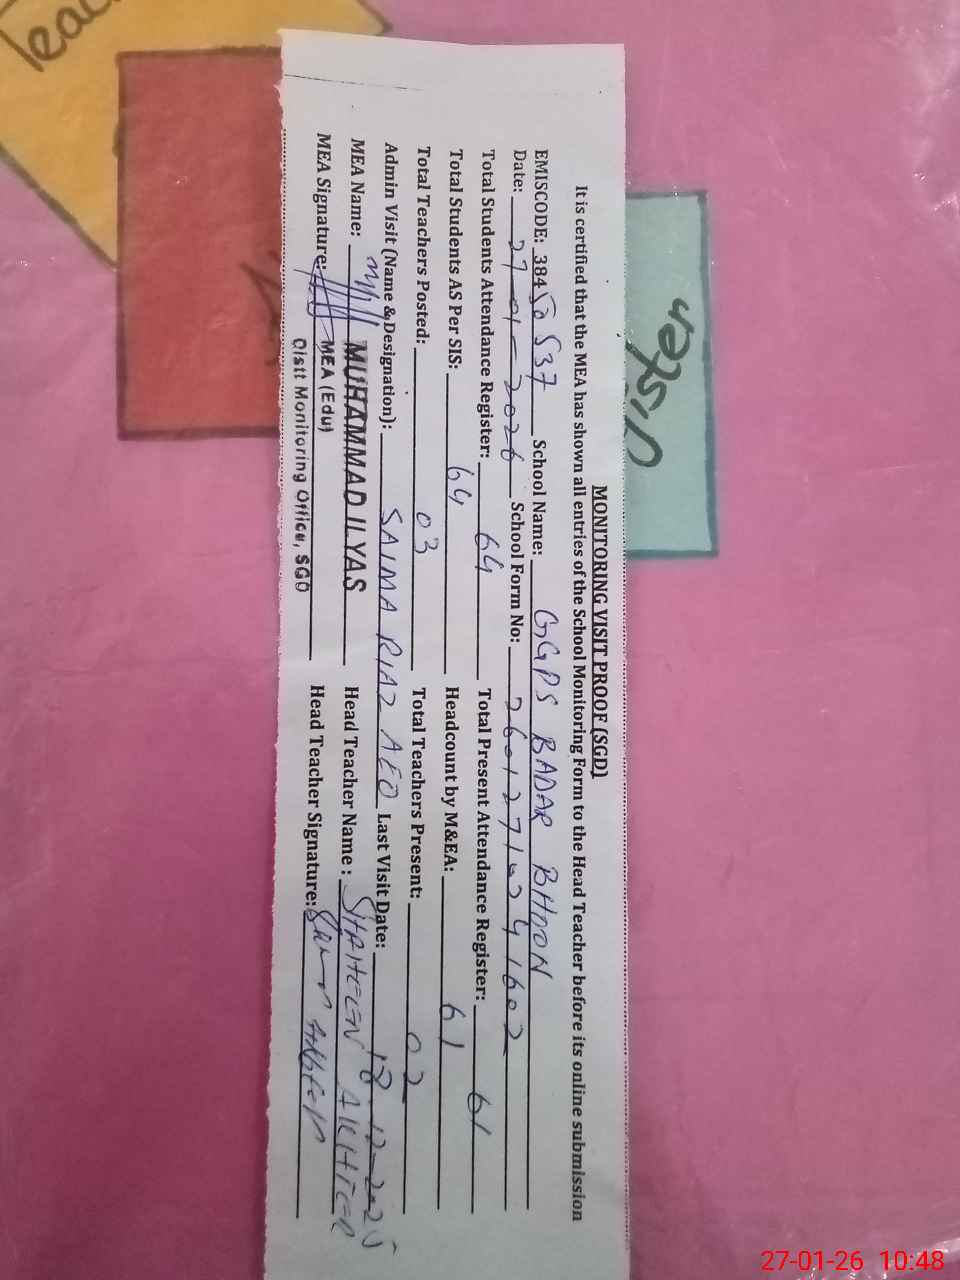 MONITORING VISIT PROOF (SGD)
It is certified that the MEA has shown all entries of the School Monitoring Form to the Head Teacher before its online submission
EMISCODE: 38450537 School Name: GGPS BADAR BHOON
Date: 27-01-2026 School Form No:
Total Students Attendance Register: 64 Total Present Attendance Register: 61
Total Students AS Per SIS: 64 Headcount by M&EA: 61
Total Teachers Posted: 03 Total Teachers Present: 02
Admin Visit (Name & Designation): SAIMA RIAZ AEO Last Visit Date: 18-12-2025
MEA Name: MUHAMMAD ILYAS Head Teacher Name: SHAHEEN AKHTER
MEA Signature: MEA (Edu) Head Teacher Signature:
Distt Monitoring Office, SGD
27-01-26 10:48